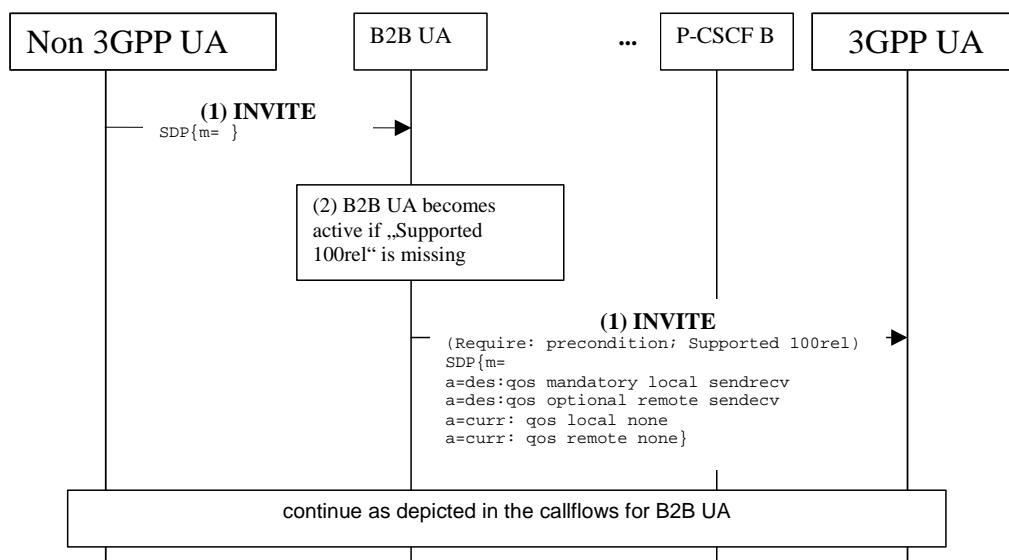 Non 3GPP UA
B2B UA
...
P-CSCF B
3GPP UA
(1) INVITE
SDP{m= }
(2) B2B UA becomes
active if „Supported
100rel“ is missing
(1) INVITE
(Require: precondition; Supported 100rel)
SDP{m=
a=des:qos mandatory local sendrecv
a=des:qos optional remote sendecv
a=curr: qos local none
a=curr: qos remote none}
continue as depicted in the callflows for B2B UA